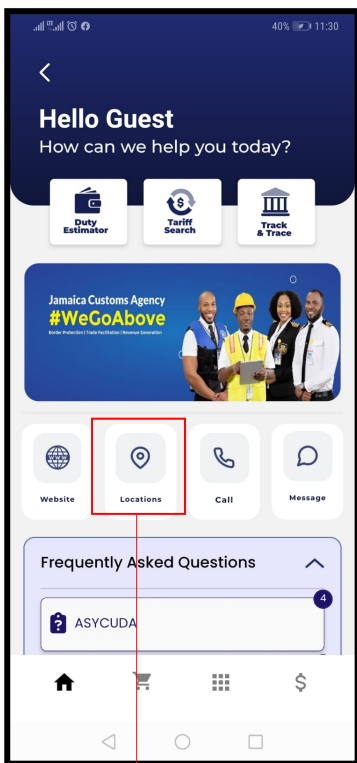 40% 11:30
Hello Guest
How can we help you today?
Duty
Estimator
Tariff
Search
Track
& Trace
Jamaica Customs Agency
#WeGoAbove
Border Protection | Trade Facilitation | Revenue Generation
Website
Locations
Call
Message
Frequently Asked Questions
4
ASYCUDA